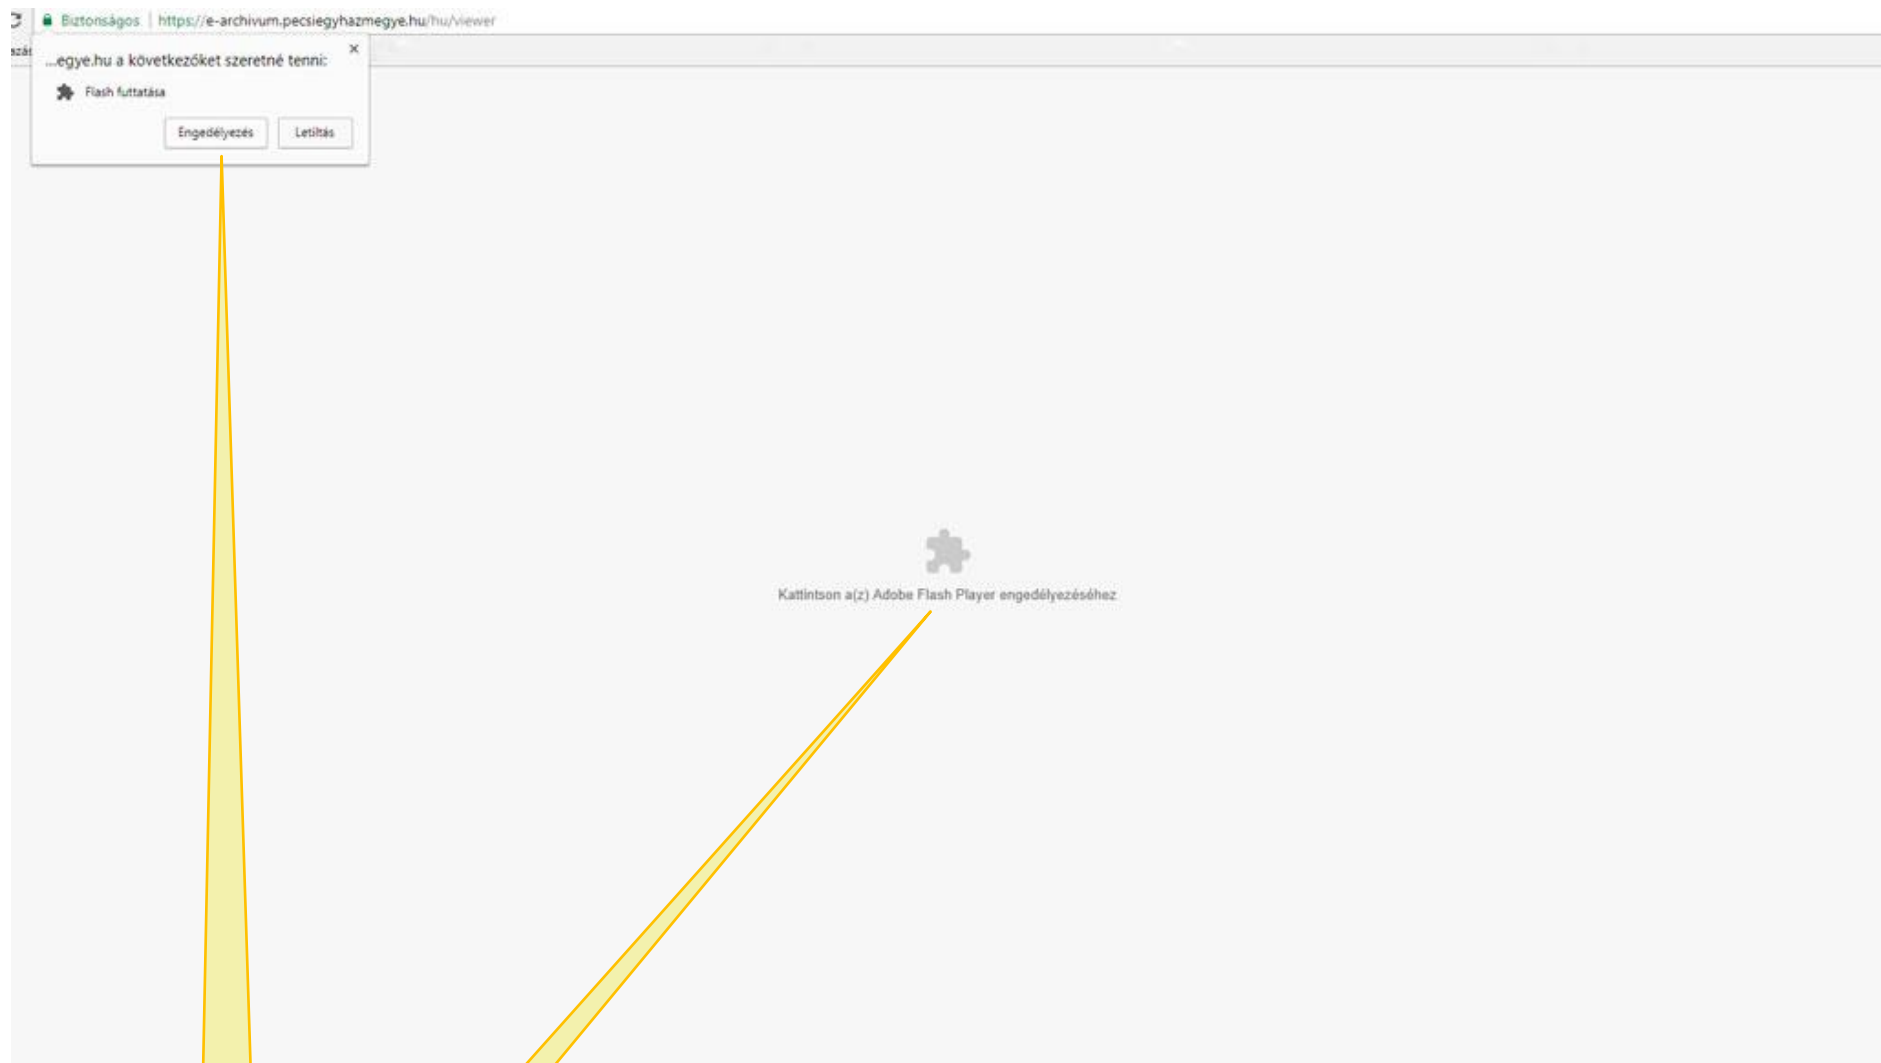 Biztonságos | https://e-archivum.pecsiegyhazmegye.hu/hu/viewer
...egye.hu a következőket szeretné tenni:
Flash futtatása
Engedélyezés Letiltás
Kattintson a(z) Adobe Flash Player engedélyezéséhez